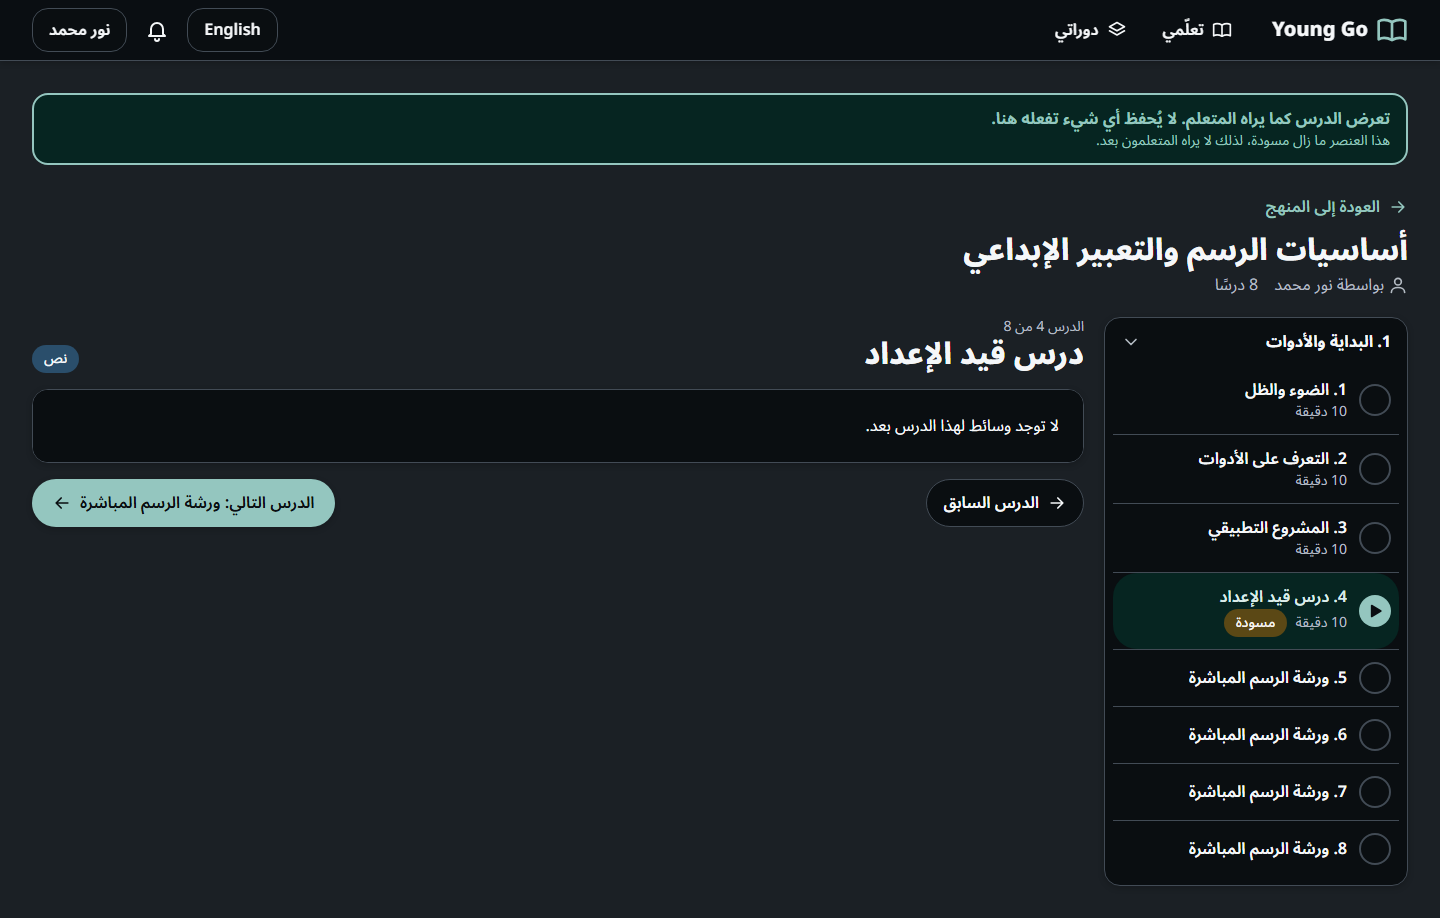 Young Go
تعلّمي
دوراتي
English
نور محمد
تعرض الدرس كما يراه المتعلم. لا يُحفظ أي شيء تفعله هنا.
هذا العنصر ما زال مسودة، لذلك لا يراه المتعلمون بعد.
العودة إلى المنهج
أساسيات الرسم والتعبير الإبداعي
بواسطة نور محمد
8 درسًا
1. البداية والأدوات
1. الضوء والظل
10 دقيقة
2. التعرف على الأدوات
10 دقيقة
3. المشروع التطبيقي
10 دقيقة
4. درس قيد الإعداد
10 دقيقة مسودة
5. ورشة الرسم المباشرة
6. ورشة الرسم المباشرة
7. ورشة الرسم المباشرة
8. ورشة الرسم المباشرة
الدرس 4 من 8
درس قيد الإعداد
نص
لا توجد وسائط لهذا الدرس بعد.
الدرس السابق
الدرس التالي: ورشة الرسم المباشرة